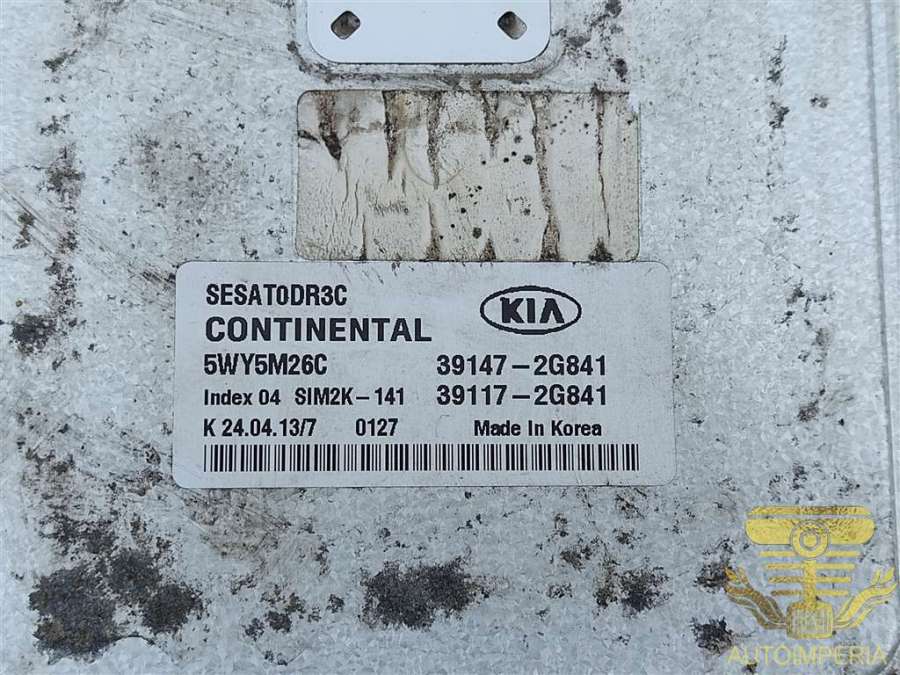 SESAT0DR3C
KIA
CONTINENTAL
5WY5M26C 39147-2G841
Index 04 SIM2K-141 39117-2G841
K 24.04.13/7 0127 Made In Korea
AUTOIMPERIA